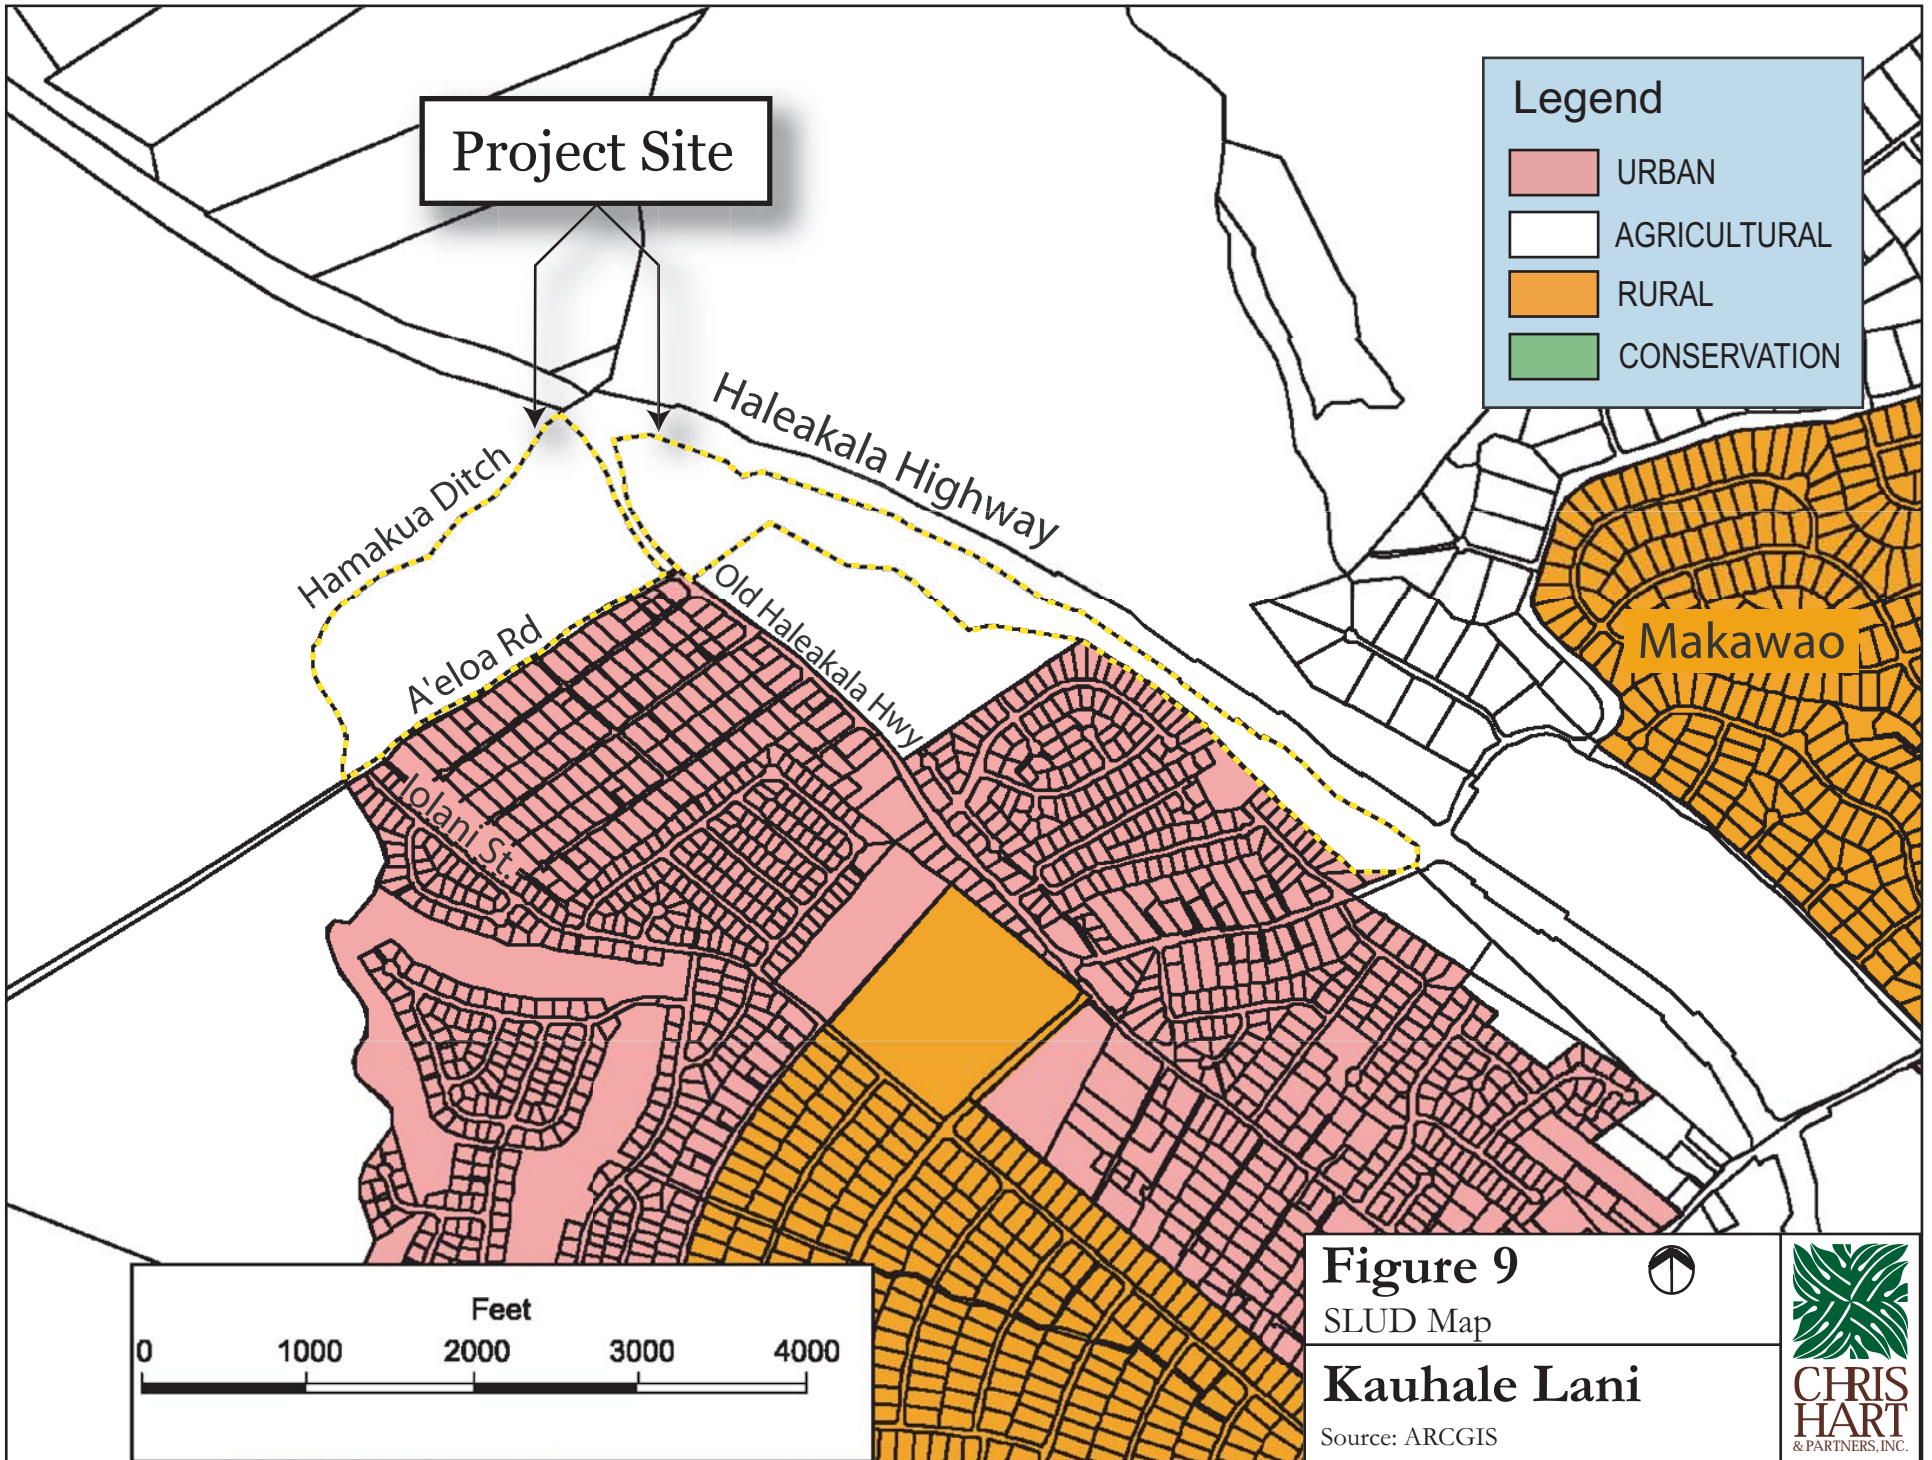 Project Site
Legend
URBAN
AGRICULTURAL
RURAL
CONSERVATION
Haleakala Highway
Hamakua Ditch
A'eloa Rd
Old Haleakala Hwy
Makawao
Iolani St.
Feet
0 1000 2000 3000 4000
Figure 9
SLUD Map
Kauhale Lani
Source: ARCGIS
CHRIS
HART
& PARTNERS, INC.